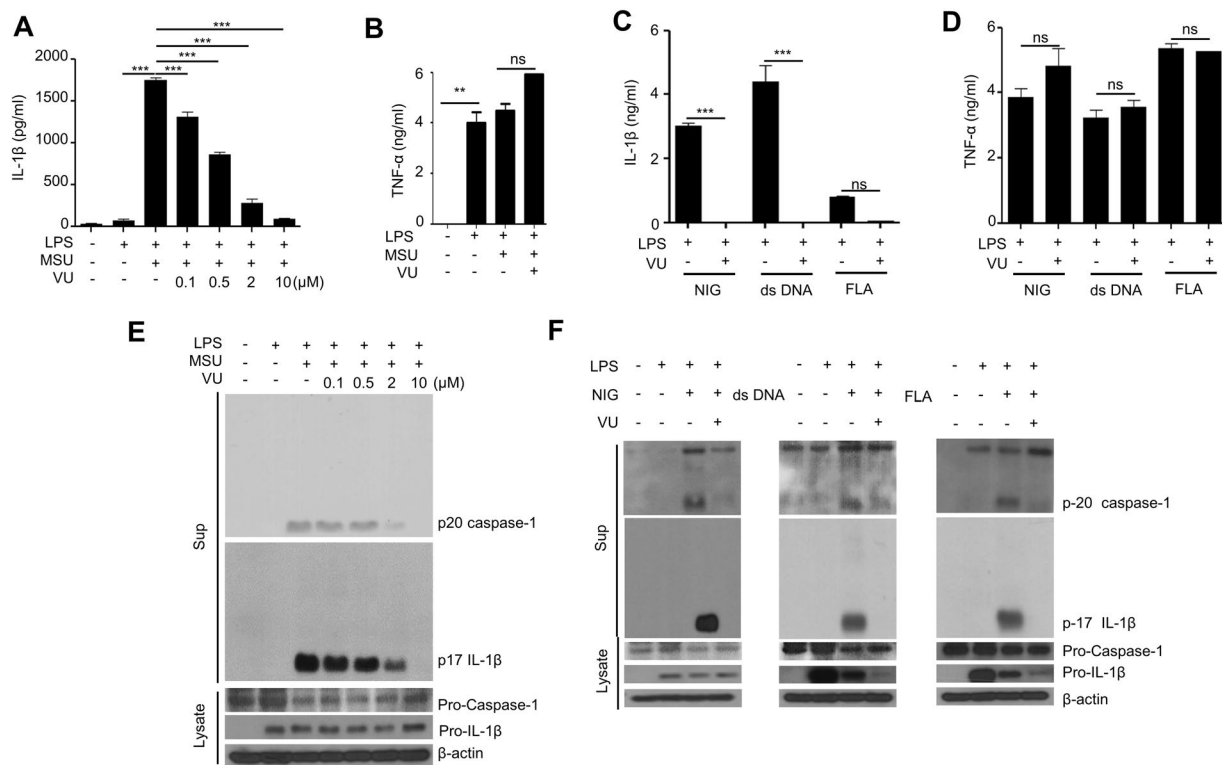 A
***
***
***
*** ***
IL-1β (pg/ml)
2000
1500
1000
500
0
LPS - + + + + + +
MSU - - + + + + +
VU - - - 0.1 0.5 2 10 (μM)
B
ns
**
TNF-α (ng/ml)
6
4
2
0
LPS - + + +
MSU - - + +
VU - - - +
C
***
***
ns
IL-1β (ng/ml)
6
4
2
0
LPS + + + + + +
VU - + - + - +
NIG ds DNA FLA
D
ns
ns
ns
TNF-α (ng/ml)
6
4
2
0
LPS + + + + + +
VU - + - + - +
NIG ds DNA FLA
E
LPS - + + + + + +
MSU - - + + + + +
VU - - - 0.1 0.5 2 10 (μM)
Sup
p20 caspase-1
p17 IL-1β
Lysate
Pro-Caspase-1
Pro-IL-1β
β-actin
F
LPS - + + + - + + + - + + +
NIG - - + + ds DNA - - + + FLA - - + +
VU - - - + - - - + - - - +
Sup
p-20 caspase-1
p-17 IL-1β
Lysate
Pro-Caspase-1
Pro-IL-1β
β-actin